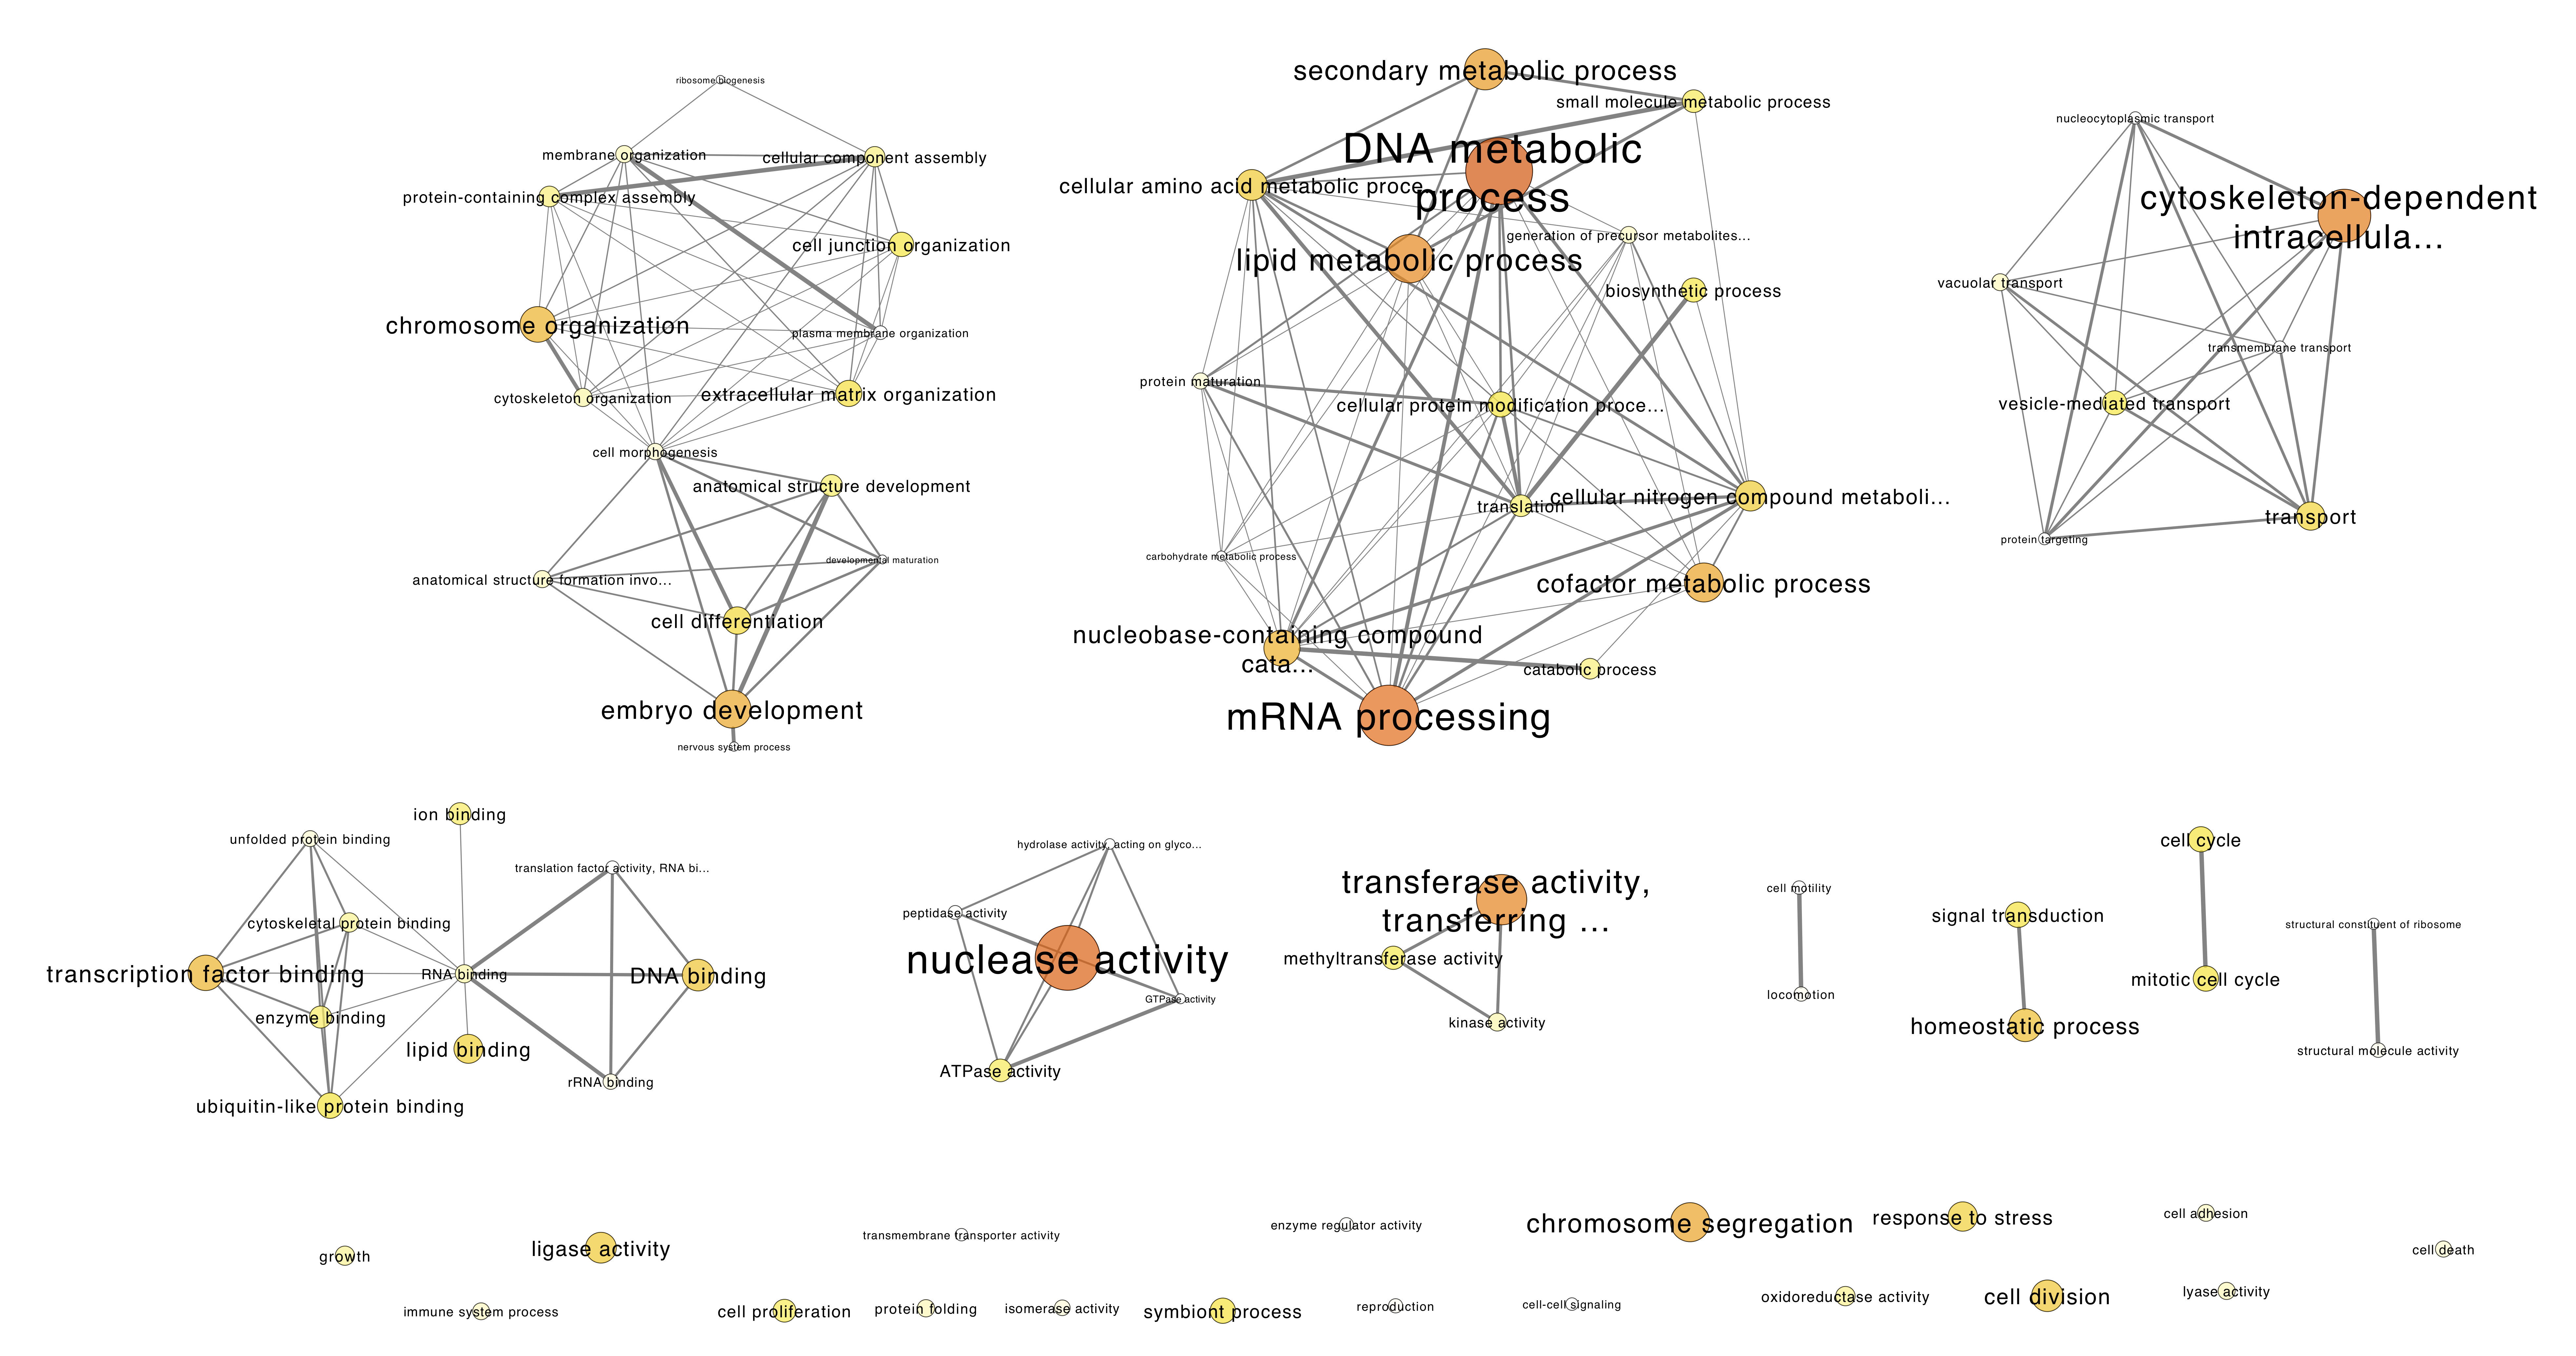 ribosome biogenesis
membrane organization
cellular component assembly
protein-containing complex assembly
cell junction organization
chromosome organization
plasma membrane organization
cytoskeleton organization
extracellular matrix organization
cell morphogenesis
anatomical structure development
developmental maturation
anatomical structure formation invo...
cell differentiation
embryo development
nervous system process
secondary metabolic process
small molecule metabolic process
DNA metabolic
process
cellular amino acid metabolic proce...
generation of precursor metabolites...
lipid metabolic process
biosynthetic process
protein maturation
cellular protein modification proce...
cellular nitrogen compound metaboli...
translation
carbohydrate metabolic process
cofactor metabolic process
nucleobase-containing compound
cata...
catabolic process
mRNA processing
nucleocytoplasmic transport
cytoskeleton-dependent
intracellula...
vacuolar transport
transmembrane transport
vesicle-mediated transport
transport
protein targeting
ion binding
unfolded protein binding
translation factor activity, RNA bi...
cytoskeletal protein binding
transcription factor binding
RNA binding
DNA binding
enzyme binding
lipid binding
rRNA binding
ubiquitin-like protein binding
hydrolase activity, acting on glyco...
peptidase activity
nuclease activity
GTPase activity
ATPase activity
transferase activity,
transferring ...
methyltransferase activity
kinase activity
cell motility
locomotion
signal transduction
homeostatic process
cell cycle
mitotic cell cycle
structural constituent of ribosome
structural molecule activity
growth
ligase activity
transmembrane transporter activity
enzyme regulator activity
chromosome segregation
response to stress
cell adhesion
cell death
immune system process
cell proliferation
protein folding
isomerase activity
symbiont process
reproduction
cell-cell signaling
oxidoreductase activity
cell division
lyase activity